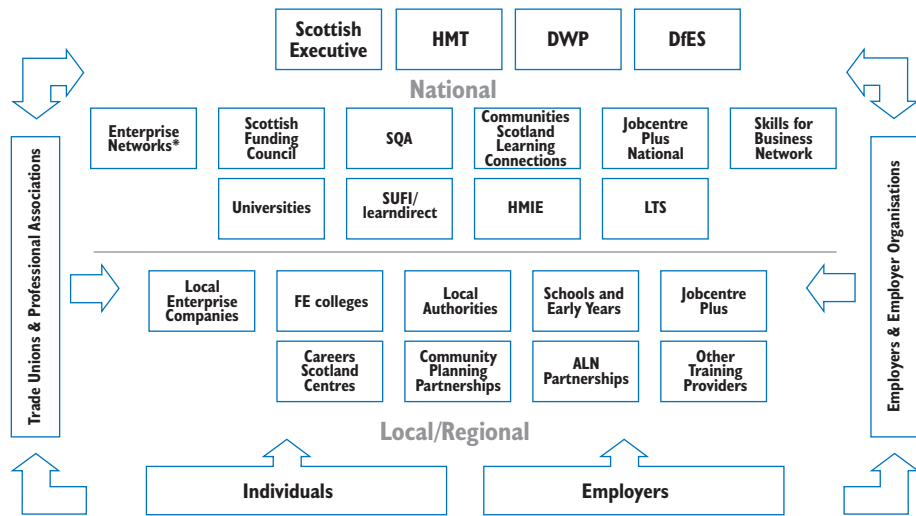 Scottish
Executive
HMT
DWP
DfES
National
Enterprise
Networks*
Scottish
Funding
Council
SQA
Communities
Scotland
Learning
Connections
Jobcentre
Plus
National
Skills for
Business
Network
Universities
SUFI/
learndirect
HMIE
LTS
Trade Unions & Professional Associations
Employers & Employer Organisations
Local
Enterprise
Companies
FE colleges
Local
Authorities
Schools and
Early Years
Jobcentre
Plus
Careers
Scotland
Centres
Community
Planning
Partnerships
ALN
Partnerships
Other
Training
Providers
Local/Regional
Individuals
Employers